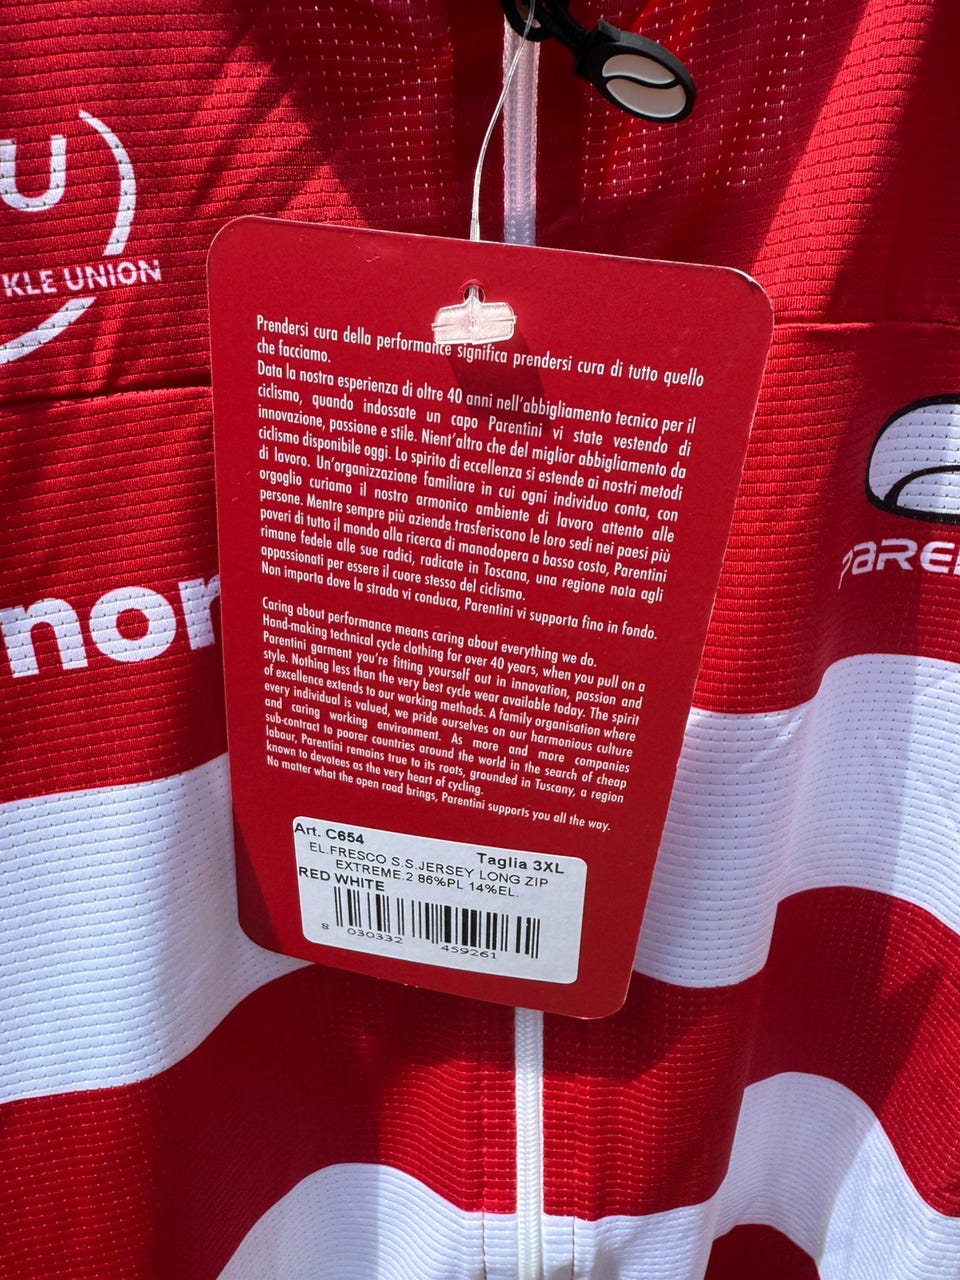 U
KLE UNION
nor
PARE
Prendersi cura della performance significa prendersi cura di tutto quello
che facciamo.
Data la nostra esperienza di oltre 40 anni nell'abbigliamento tecnico per il
ciclismo, quando indossate un capo Parentini vi state vestendo di
innovazione, passione e stile. Nient'altro che del miglior abbigliamento da
ciclismo disponibile oggi. Lo spirito di eccellenza si estende ai nostri metodi
di lavoro. Un'organizzazione familiare in cui ogni individuo conta, con
orgoglio curiamo il nostro armonico ambiente di lavoro attento alle
persone. Mentre sempre più aziende trasferiscono le loro sedi nei paesi più
poveri di tutto il mondo alla ricerca di manodopera a basso costo, Parentini
rimane fedele alle sue radici, radicate in Toscana, una regione nota agli
appassionati per essere il cuore stesso del ciclismo.
Non importa dove la strada vi conduca, Parentini vi supporta fino in fondo.
Caring about performance means caring about everything we do.
Hand-making technical cycle clothing for over 40 years, when you pull on a
Parentini garment you're fitting yourself out in innovation, passion and
style. Nothing less than the very best cycle wear available today. The spirit
of excellence extends to our working methods. A family organisation where
every individual is valued, we pride ourselves on our harmonious culture
and caring working environment. As more and more companies
sub-contract to poorer countries around the world in the search of cheap
labour, Parentini remains true to its roots, grounded in Tuscany, a region
known to devotees as the very heart of cycling.
No matter what the open road brings, Parentini supports you all the way.
Art. C654 Taglia 3XL
EL.FRESCO S.S.JERSEY LONG ZIP
EXTREME.2 86%PL 14%EL.
RED WHITE
8 030332 459261